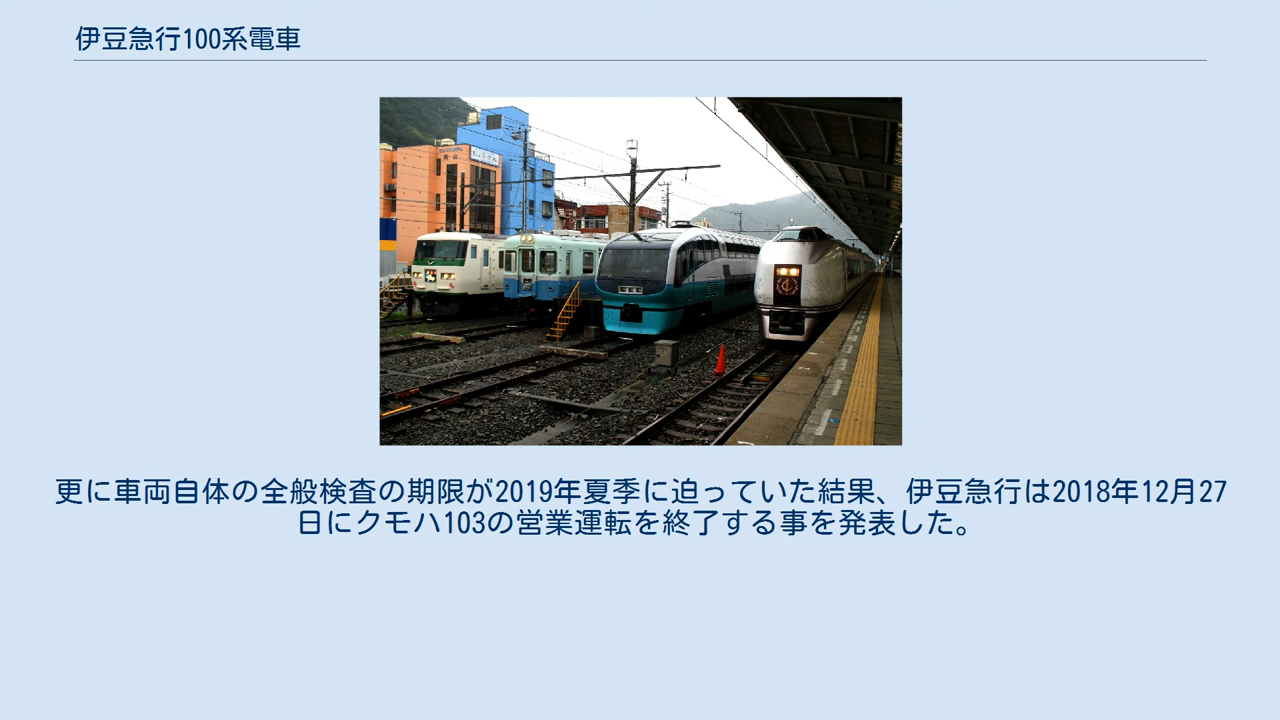 伊豆急行100系電車
更に車両自体の全般検査の期限が2019年夏季に迫っていた結果、伊豆急行は2018年12月27
日にクモハ103の営業運転を終了する事を発表した。